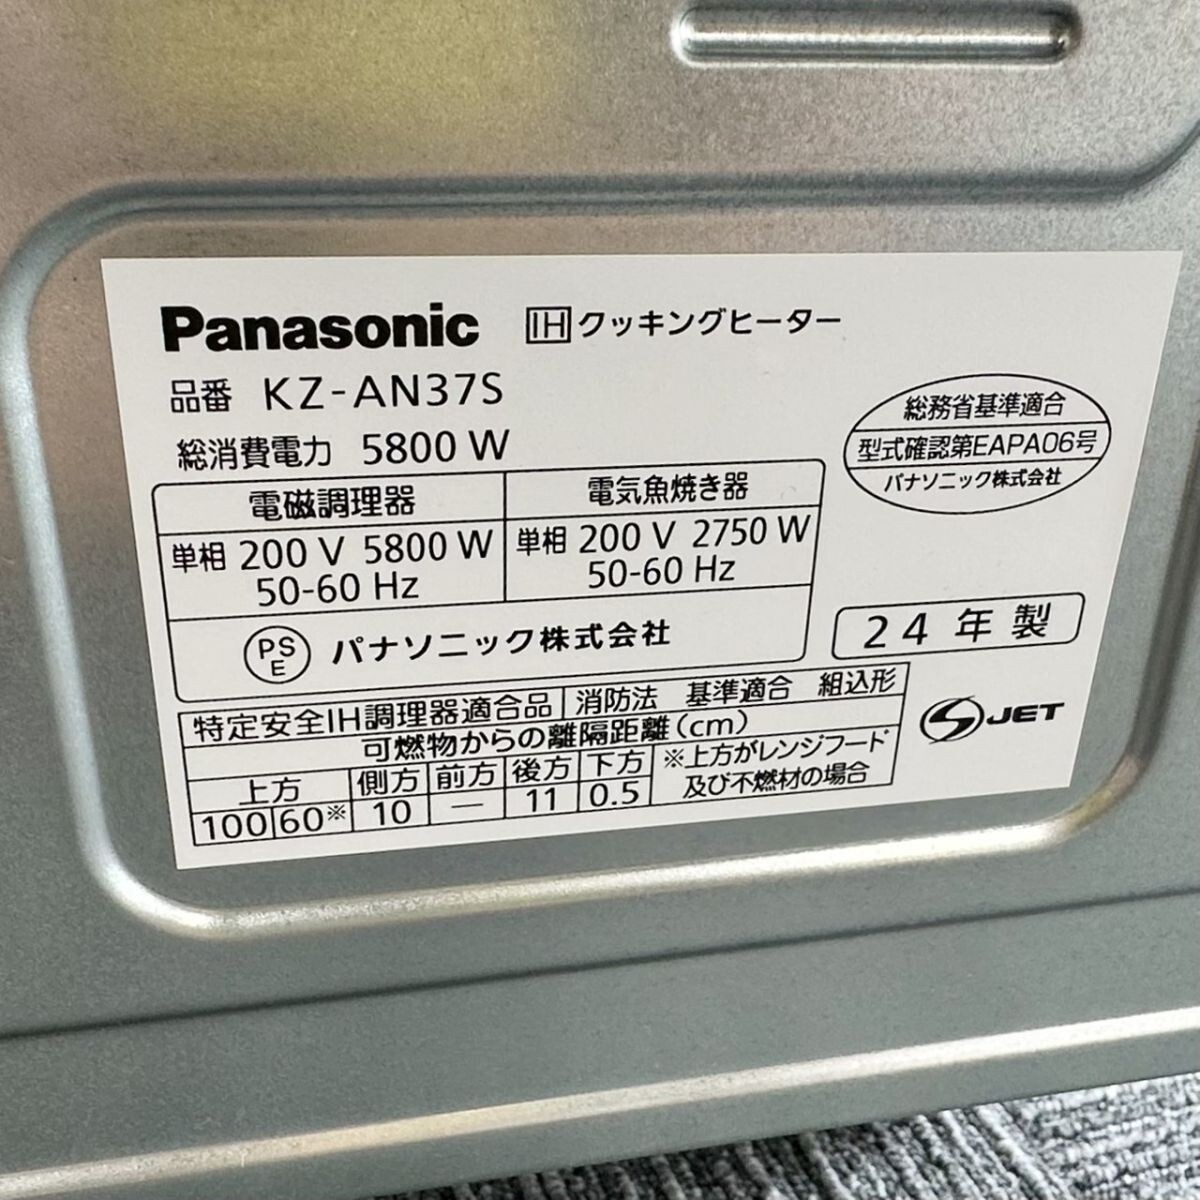 Panasonic IHクッキングヒーター
品番 KZ-AN37S
総消費電力 5800 W
電磁調理器 電気魚焼き器
単相 200 V 5800 W 単相 200 V 2750 W
50-60 Hz 50-60 Hz
PS E パナソニック株式会社
総務省基準適合
型式確認第EAPA06号
パナソニック株式会社
24年製
特定安全IH調理器適合品 消防法 基準適合 組込形
可燃物からの離隔距離(cm)
上方 側方 前方 後方 下方 ※上方がレンジフード
100 60※ 10 — 11 0.5 及び不燃材の場合
S JET